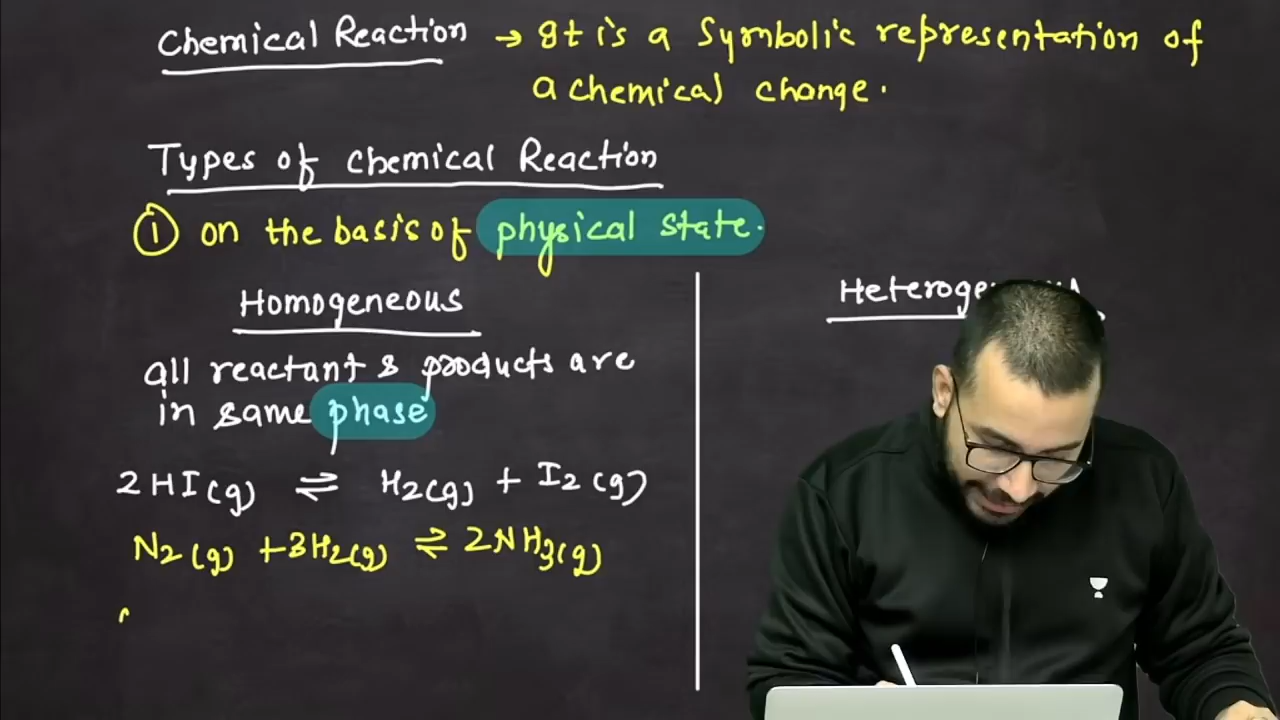 Chemical Reaction → It is a Symbolic representation of
a chemical change.
Types of chemical Reaction
① on the basis of physical state.
Homogeneous
all reactant & products are
in same phase
2HI(g) ⇌ H₂(g) + I₂(g)
N₂(g) + 3H₂(g) ⇌ 2NH₃(g)